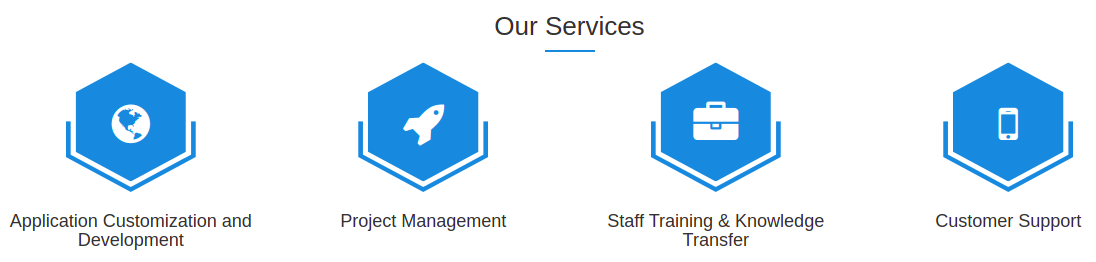 Our Services
Application Customization and
Development
Project Management
Staff Training & Knowledge
Transfer
Customer Support